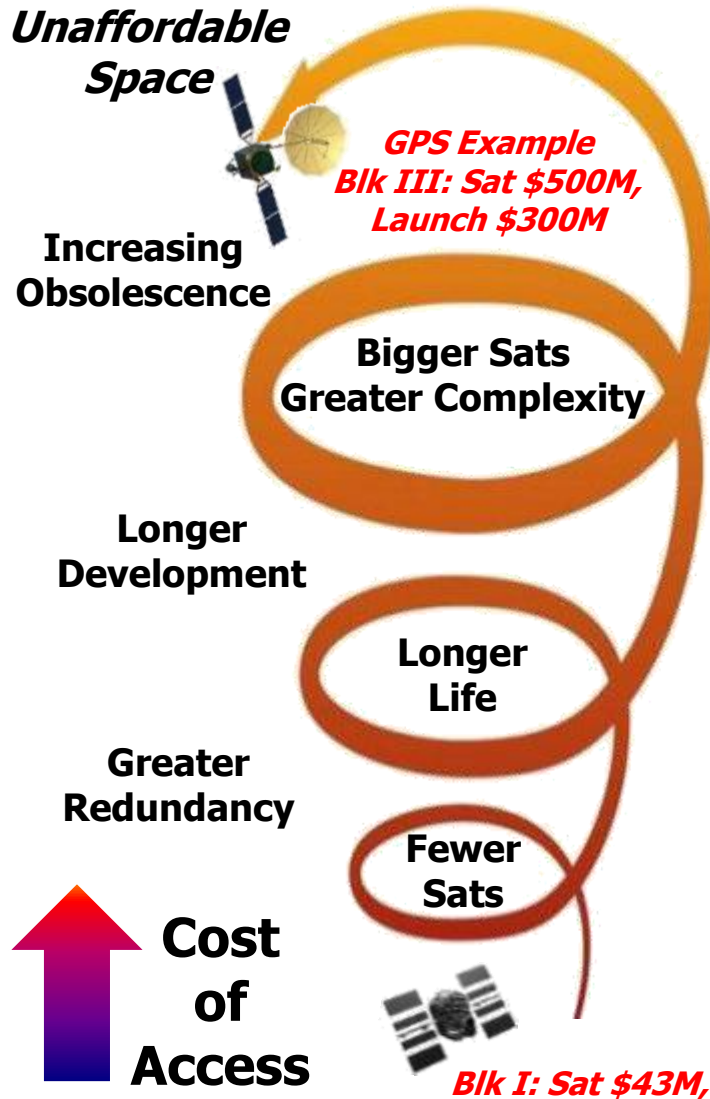 Unaffordable
Space
GPS Example
Blk III: Sat $500M,
Launch $300M
Increasing
Obsolescence
Bigger Sats
Greater Complexity
Longer
Development
Longer
Life
Greater
Redundancy
Fewer
Sats
Cost
of
Access
Blk I: Sat $43M,